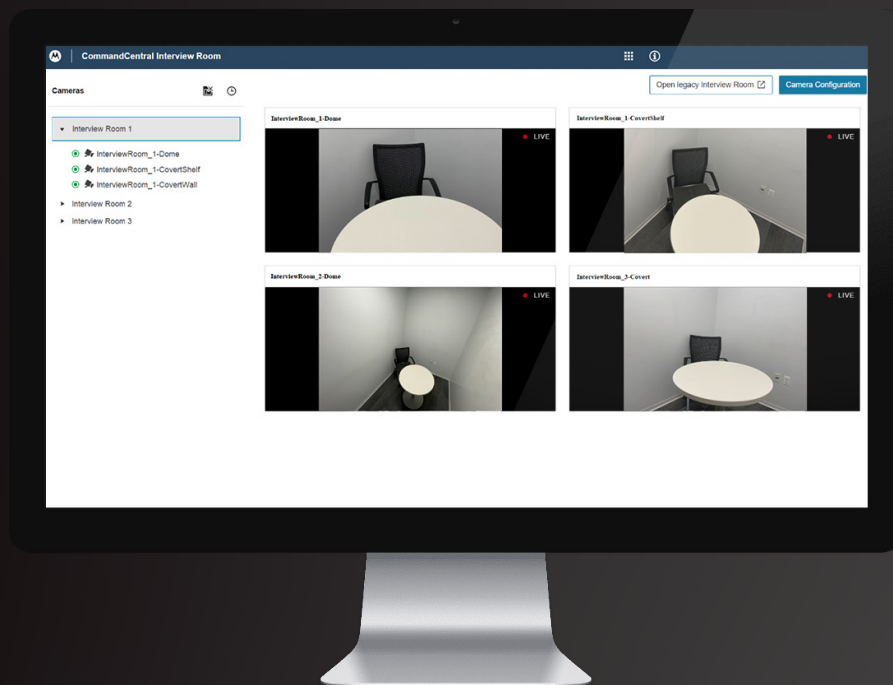 CommandCentral Interview Room
Cameras
Open legacy Interview Room
Camera Configuration
Interview Room 1
InterviewRoom_1-Dome
InterviewRoom_1-CovertShelf
InterviewRoom_1-CovertWall
Interview Room 2
Interview Room 3
InterviewRoom_1-Dome
LIVE
InterviewRoom_1-CovertShelf
LIVE
InterviewRoom_2-Dome
LIVE
InterviewRoom_3-Covert
LIVE